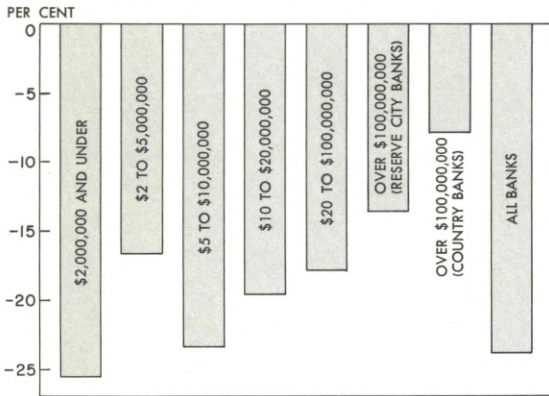 PER CENT
0
-5
-10
-15
-20
-25
$2,000,000 AND UNDER
$2 TO $5,000,000
$5 TO $10,000,000
$10 TO $20,000,000
$20 TO $100,000,000
OVER $100,000,000
(RESERVE CITY BANKS)
OVER $100,000,000
(COUNTRY BANKS)
ALL BANKS